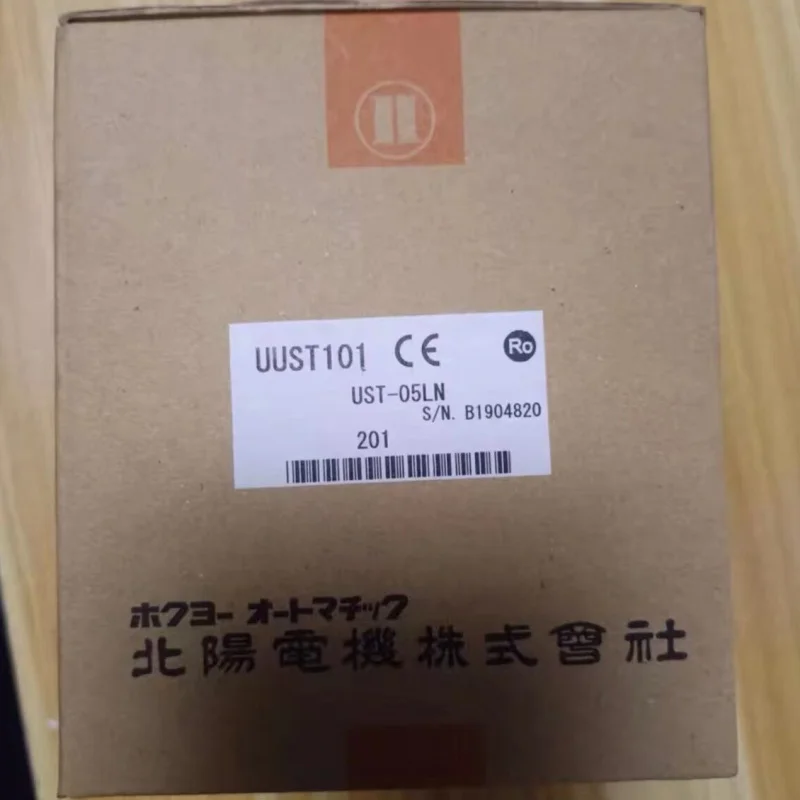 UUST101 CE Ro
UST-05LN
S/N. B1904820
201
ホクヨー オートマチック
北陽電機株式會社